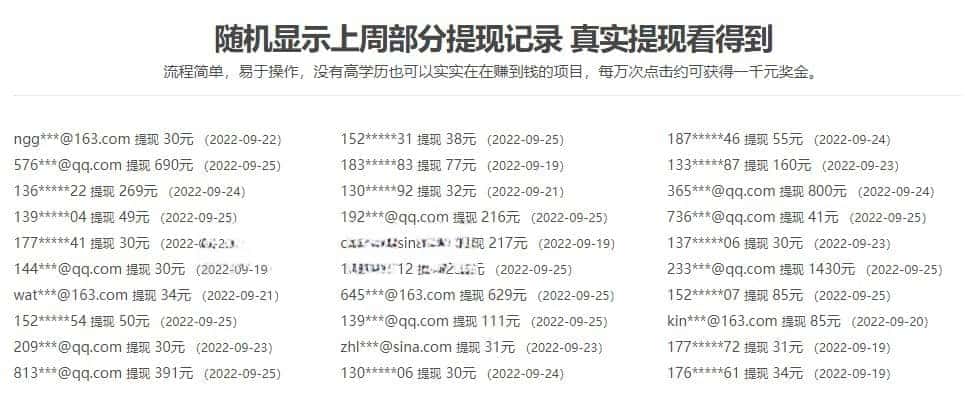 随机显示上周部分提现记录 真实提现看得到
流程简单，易于操作，没有高学历也可以实实在在赚到钱的项目，每万次点击约可获得一千元奖金。
ngg***@163.com 提现 30元 （2022-09-22） 152*****31 提现 38元 （2022-09-25） 187*****46 提现 55元 （2022-09-24）
576***@qq.com 提现 690元 （2022-09-25） 183*****83 提现 77元 （2022-09-19） 133*****87 提现 160元 （2022-09-23）
136*****22 提现 269元 （2022-09-24） 130*****92 提现 32元 （2022-09-21） 365***@qq.com 提现 800元 （2022-09-24）
139*****04 提现 49元 （2022-09-25） 192***@qq.com 提现 216元 （2022-09-25） 736***@qq.com 提现 41元 （2022-09-25）
177*****41 提现 30元 217元 （2022-09-19） 137*****06 提现 30元 （2022-09-23）
144***@qq.com 提现 30元 12 （2022-09-25） 233***@qq.com 提现 1430元 （2022-09-25）
wat***@163.com 提现 34元 （2022-09-21） 645***@163.com 提现 629元 （2022-09-25） 152*****07 提现 85元 （2022-09-25）
152*****54 提现 50元 （2022-09-25） 139***@qq.com 提现 111元 （2022-09-25） kin***@163.com 提现 85元 （2022-09-20）
209***@qq.com 提现 30元 （2022-09-23） zhl***@sina.com 提现 31元 （2022-09-23） 177*****72 提现 31元 （2022-09-19）
813***@qq.com 提现 391元 （2022-09-25） 130*****06 提现 30元 （2022-09-24） 176*****61 提现 34元 （2022-09-19）